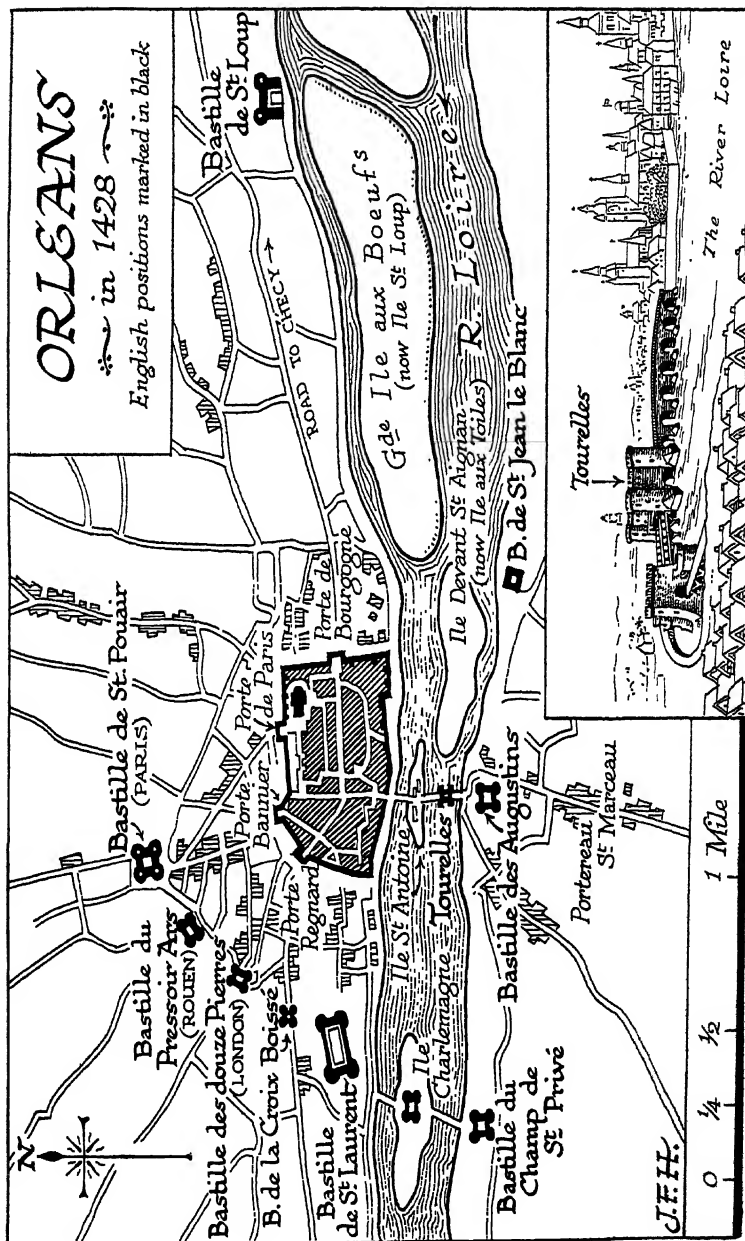 ORLEANS
in 1428
English positions marked in black
Bastille
de St. Loup
ROAD TO CHECY
Gde Ile aux Boeufs
(now Ile St Loup)
R. Loire
Ile Devant St Aignan
(now Ile aux Toiles)
B. de St. Jean le Blanc
Bastille de St. Pouair
(PARIS)
Porte
de Paris
Porte de
Bourgogne
Porte
Bannier
Bastille du
Pressoir Ars
(ROUEN)
Bastille des douze Pierres
(LONDON)
B. de la Croix Boisse
Porte
Regnard
Bastille
de St. Laurent
Ile St Antoine
Tourelles
Ile
Charlemagne
Bastille des Augustins
Portereau
St. Marceau
Bastille du
Champ de
St. Privé
N
J.F.H.
0 1/4 1/2 1 Mile
Tourelles
The River Loire